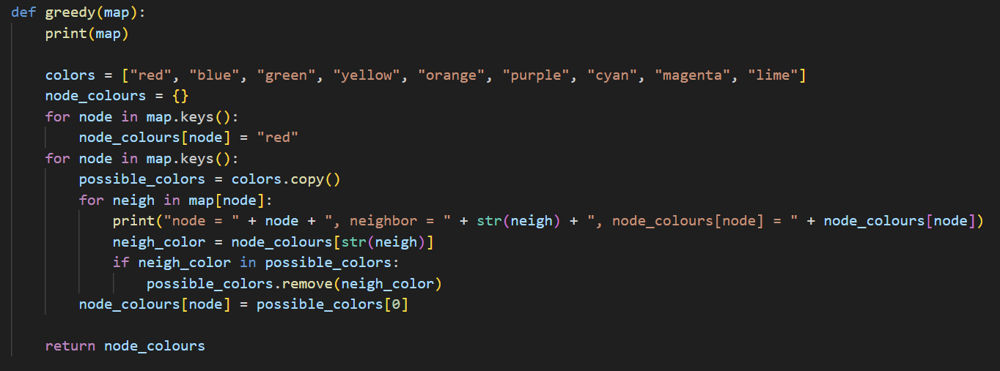 def greedy(map):
    print(map)

    colors = ["red", "blue", "green", "yellow", "orange", "purple", "cyan", "magenta", "lime"]
    node_colours = {}
    for node in map.keys():
        node_colours[node] = "red"
    for node in map.keys():
        possible_colors = colors.copy()
        for neigh in map[node]:
            print("node = " + node + ", neighbor = " + str(neigh) + ", node_colours[node] = " + node_colours[node])
            neigh_color = node_colours[str(neigh)]
            if neigh_color in possible_colors:
                possible_colors.remove(neigh_color)
        node_colours[node] = possible_colors[0]

    return node_colours